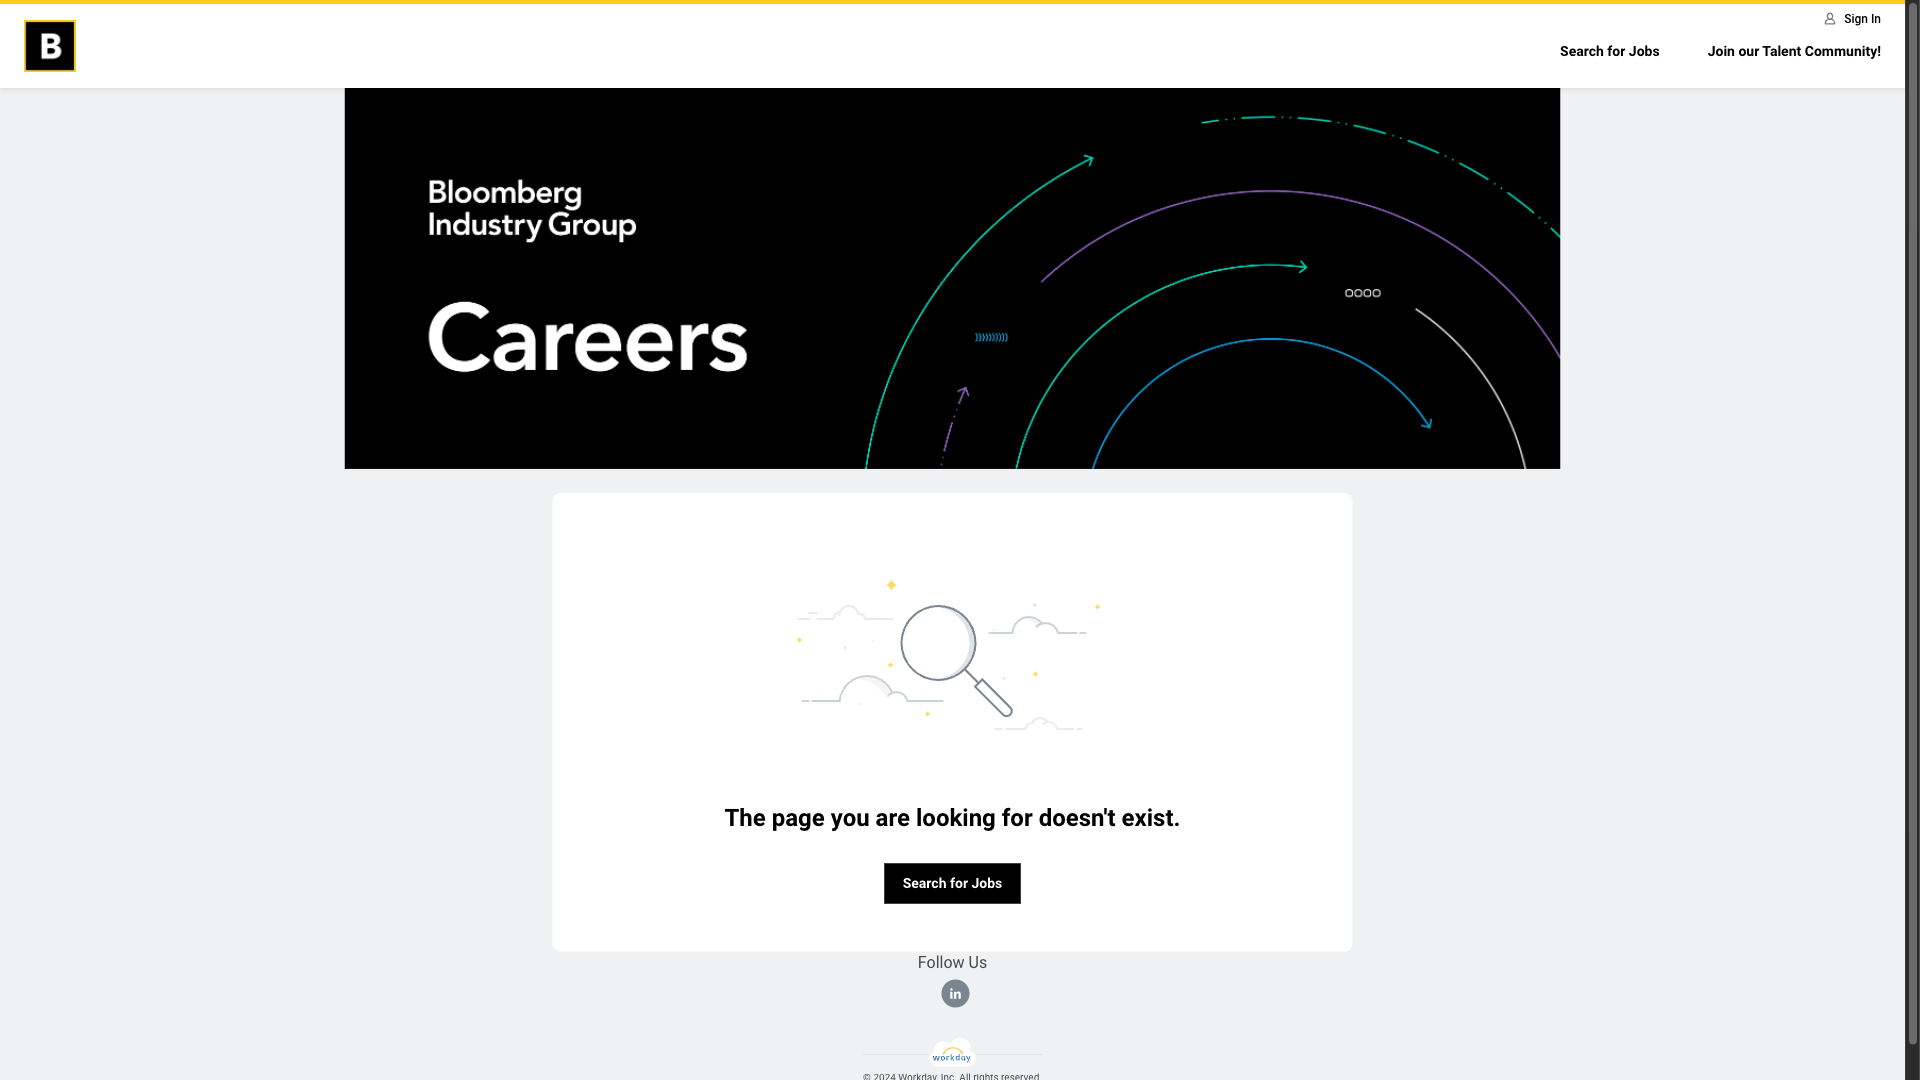 B
Sign In
Search for Jobs
Join our Talent Community!
Bloomberg
Industry Group
Careers
The page you are looking for doesn't exist.
Search for Jobs
Follow Us
in
workday
© 2024 Workday, Inc. All rights reserved.